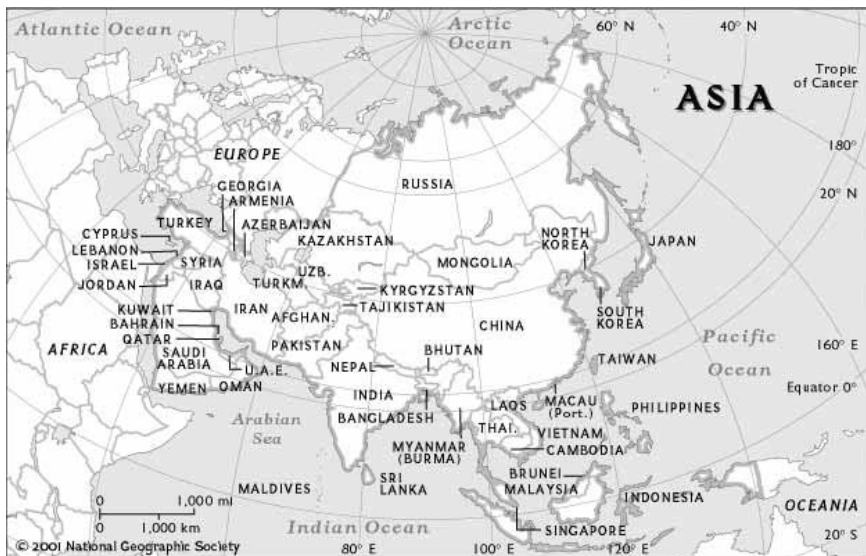 Atlantic Ocean
Arctic
Ocean
60° N
40° N
Tropic
of Cancer
ASIA
180°
20° N
EUROPE
RUSSIA
GEORGIA
ARMENIA
TURKEY
AZERBAIJAN
CYPRUS
LEBANON
ISRAEL
SYRIA
JORDAN
IRAQ
KAZAKHSTAN
UZB.
TURKM.
MONGOLIA
NORTH
KOREA
JAPAN
KYRGYZSTAN
TAJIKISTAN
KUWAIT
BAHRAIN
QATAR
IRAN
AFGHAN.
CHINA
SOUTH
KOREA
AFRICA
SAUDI
ARABIA
U.A.E.
PAKISTAN
NEPAL
BHUTAN
TAIWAN
Pacific
Ocean
160° E
Equator 0°
YEMEN
OMAN
INDIA
BANGLADESH
LAOS
MACAU
(Port.)
PHILIPPINES
Arabian
Sea
THAI.
VIETNAM
CAMBODIA
MYANMAR
(BURMA)
BRUNEI
MALAYSIA
SRI
LANKA
MALDIVES
INDONESIA
OCEANIA
0
1,000 mi
0
1,000 km
Indian Ocean
SINGAPORE
20° S
© 2001 National Geographic Society
80° E
100° E
120° E